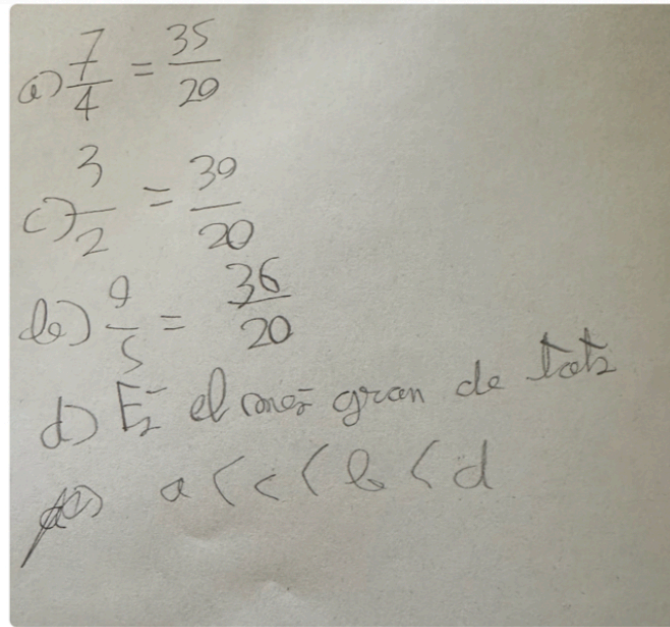 a) 7/4 = 35/20
c) 3/2 = 30/20
b) 9/5 = 36/20
d) És el més gran de tots
a < c < b < d